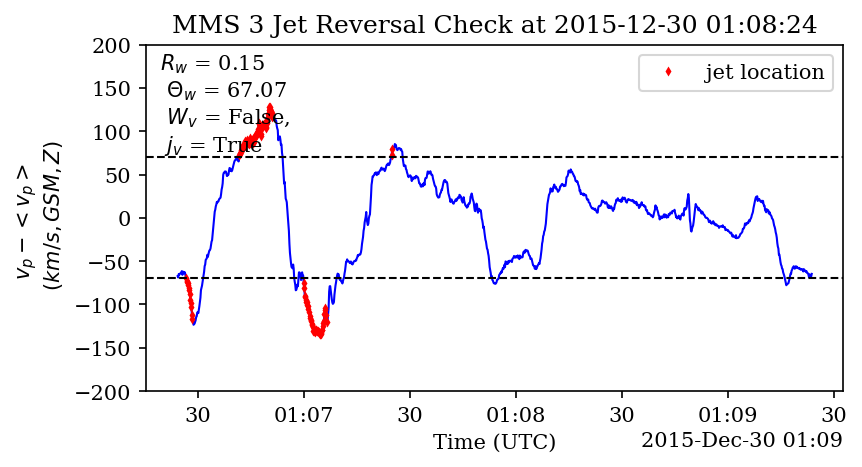 MMS 3 Jet Reversal Check at 2015-12-30 01:08:24
R_w = 0.15
Θ_w = 67.07
W_v = False,
j_v = True
jet location
v_p − < v_p >
(km/s, GSM, Z)
200
150
100
50
0
−50
−100
−150
−200
30
01:07
30
01:08
30
01:09
30
Time (UTC)
2015-Dec-30 01:09